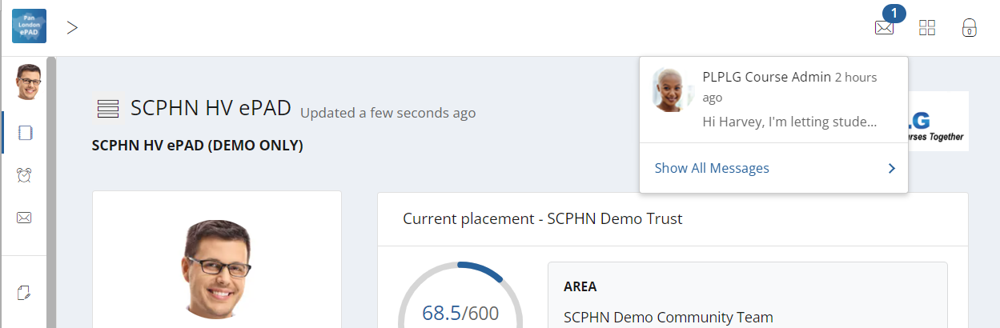 Pan
London
ePAD
1
0
PLPLG Course Admin 2 hours
ago
Hi Harvey, I'm letting stude...
Show All Messages
SCPHN HV ePAD Updated a few seconds ago
SCPHN HV ePAD (DEMO ONLY)
LG
urses Together
Current placement - SCPHN Demo Trust
68.5/600
AREA
SCPHN Demo Community Team